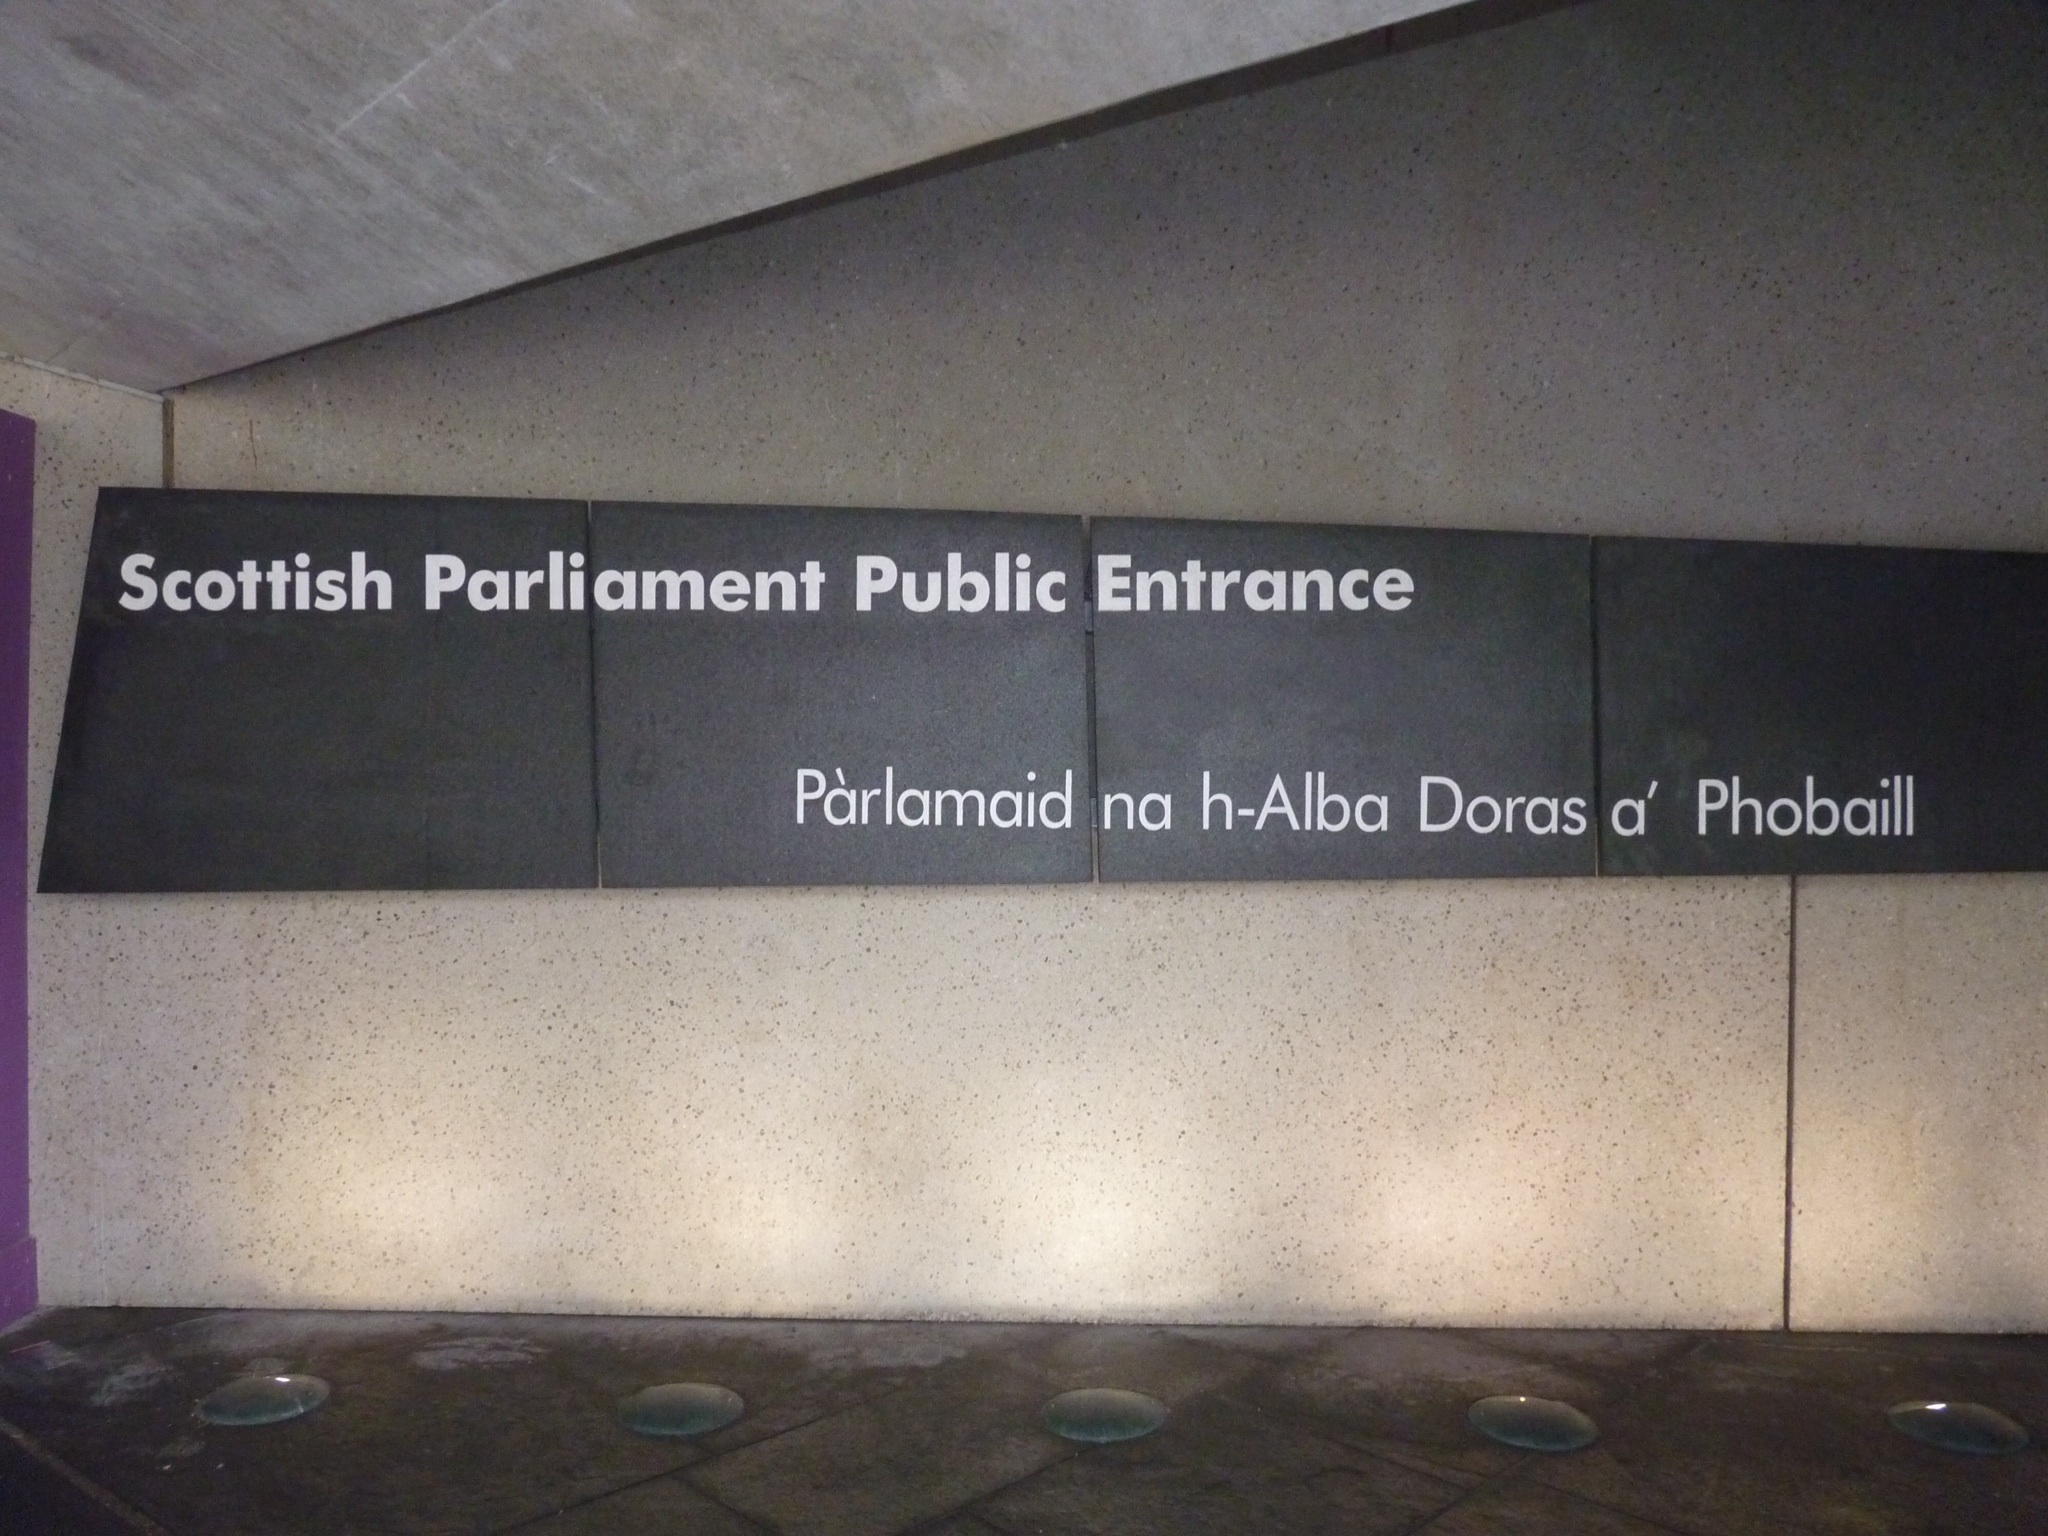 Scottish Parliament Public Entrance
Pàrlamaid na h-Alba Doras a’ Phobaill